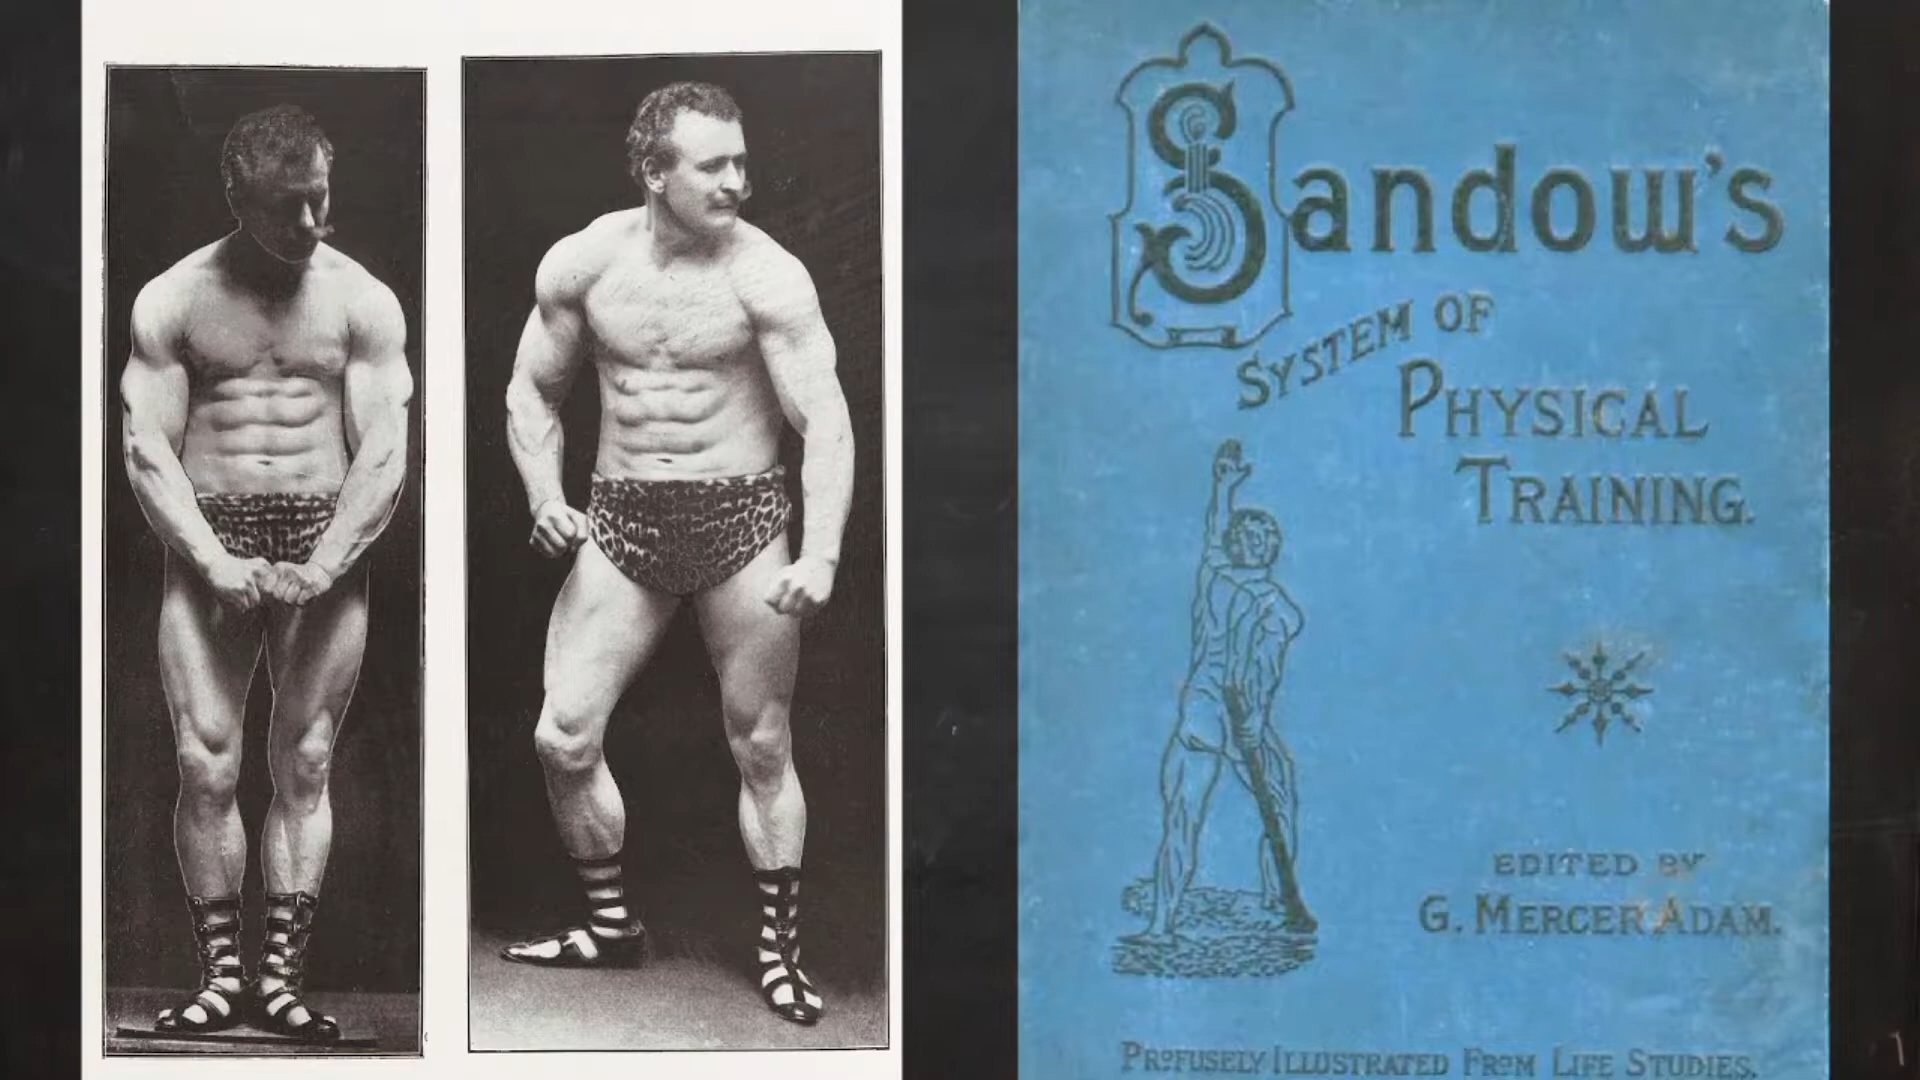 Sandow's
SYSTEM OF
PHYSICAL
TRAINING.
EDITED BY
G. MERCER ADAM.
PROFUSELY ILLUSTRATED FROM LIFE STUDIES.